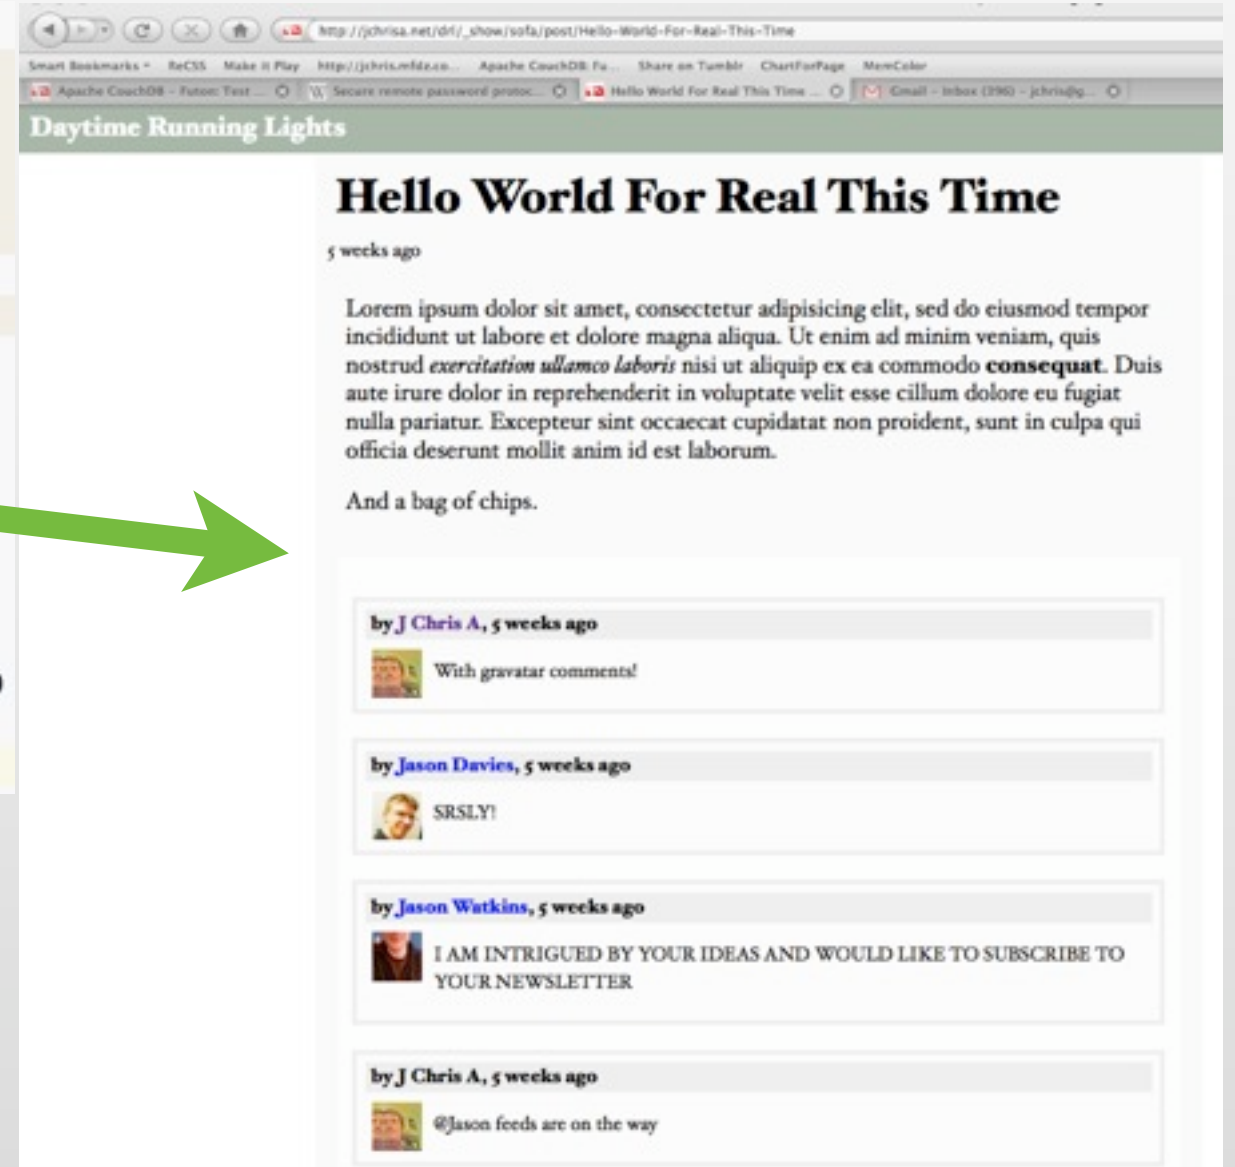 http://jchrisa.net/drl/_show/sofa/post/Hello-World-For-Real-This-Time
Smart Bookmarks ReCSS Make it Play http://jchris.mfdz.co... Apache CouchDB: Fu... Share on Tumblr ChartForPage MemColor
Apache CouchDB - Futon: Test ... Secure remote password protoc... Hello World For Real This Time ... Gmail - Inbox (396) - jchris@g...
Daytime Running Lights
Hello World For Real This Time
5 weeks ago
Lorem ipsum dolor sit amet, consectetur adipisicing elit, sed do eiusmod tempor
incididunt ut labore et dolore magna aliqua. Ut enim ad minim veniam, quis
nostrud exercitation ullamco laboris nisi ut aliquip ex ea commodo consequat. Duis
aute irure dolor in reprehenderit in voluptate velit esse cillum dolore eu fugiat
nulla pariatur. Excepteur sint occaecat cupidatat non proident, sunt in culpa qui
officia deserunt mollit anim id est laborum.
And a bag of chips.
by J Chris A, 5 weeks ago
With gravatar comments!
by Jason Davies, 5 weeks ago
SRSLY!
by Jason Watkins, 5 weeks ago
I AM INTRIGUED BY YOUR IDEAS AND WOULD LIKE TO SUBSCRIBE TO
YOUR NEWSLETTER
by J Chris A, 5 weeks ago
@Jason feeds are on the way